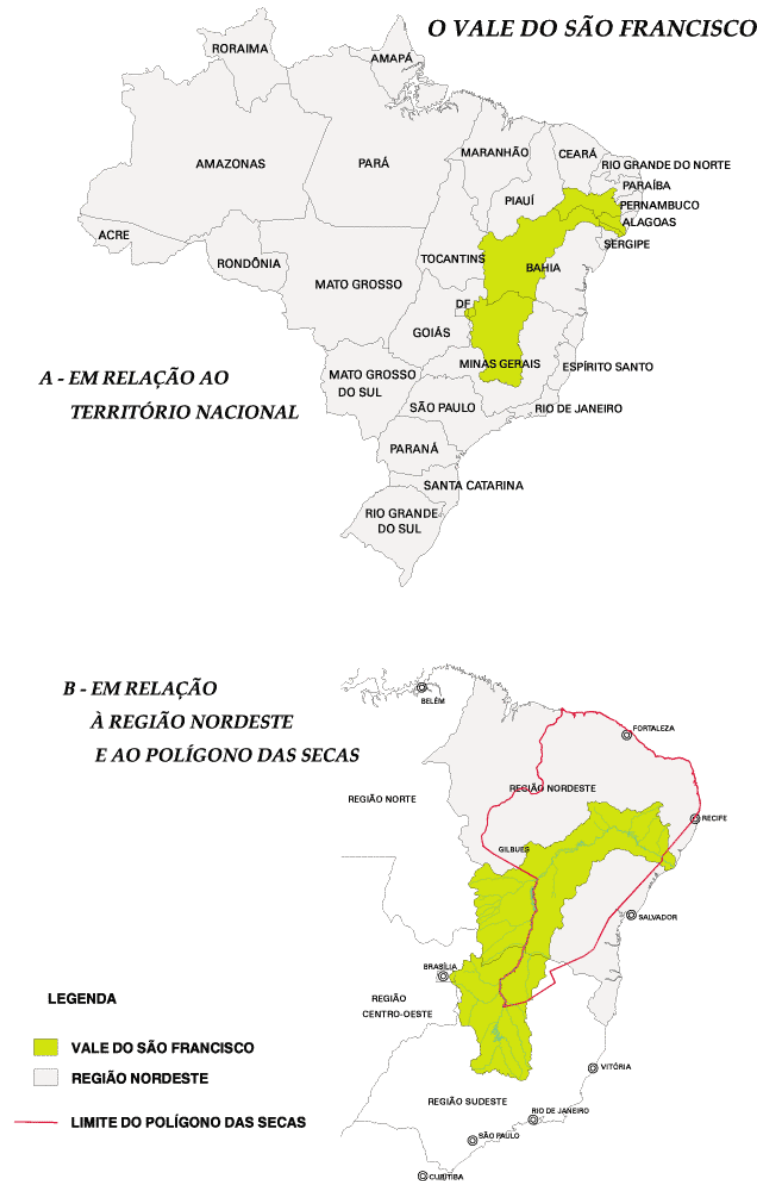 O VALE DO SÃO FRANCISCO
RORAIMA
AMAPÁ
AMAZONAS
PARÁ
MARANHÃO
CEARÁ
RIO GRANDE DO NORTE
PARAÍBA
PIAUÍ
PERNAMBUCO
ALAGOAS
SERGIPE
ACRE
RONDÔNIA
TOCANTINS
BAHIA
MATO GROSSO
DF
GOIÁS
MINAS GERAIS
ESPÍRITO SANTO
MATO GROSSO
DO SUL
SÃO PAULO
RIO DE JANEIRO
PARANÁ
SANTA CATARINA
RIO GRANDE
DO SUL
A - EM RELAÇÃO AO
TERRITÓRIO NACIONAL
B - EM RELAÇÃO
À REGIÃO NORDESTE
E AO POLÍGONO DAS SECAS
BELÉM
FORTALEZA
REGIÃO NORDESTE
REGIÃO NORTE
RECIFE
GILBUES
SALVADOR
BRASÍLIA
REGIÃO
CENTRO-OESTE
VITÓRIA
REGIÃO SUDESTE
RIO DE JANEIRO
SÃO PAULO
CURITIBA
LEGENDA
VALE DO SÃO FRANCISCO
REGIÃO NORDESTE
LIMITE DO POLÍGONO DAS SECAS